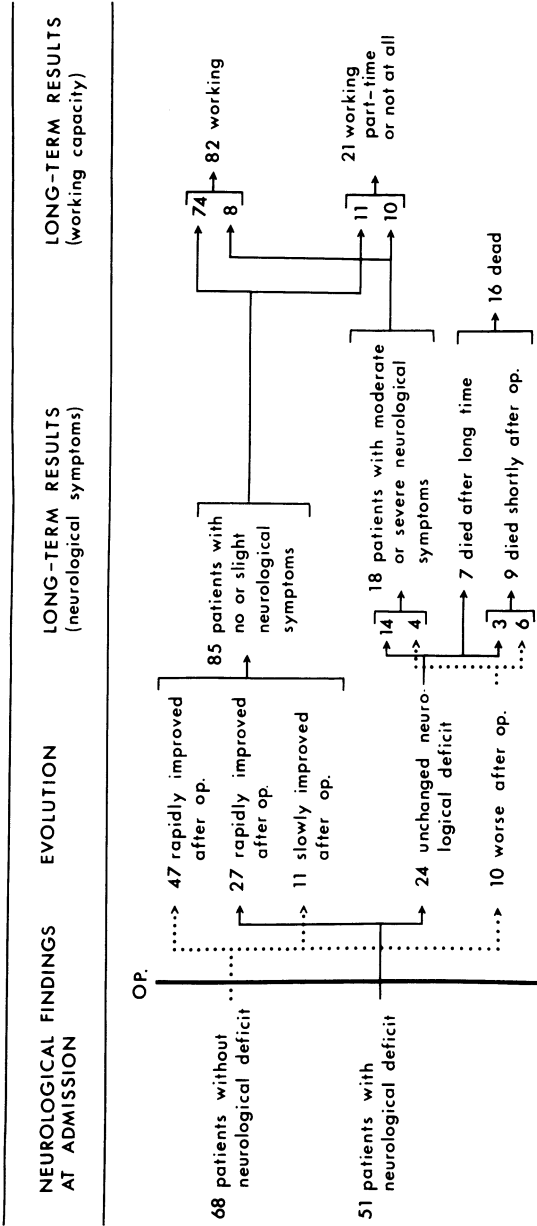 NEUROLOGICAL FINDINGS
AT ADMISSION
EVOLUTION
LONG-TERM RESULTS
(neurological symptoms)
LONG-TERM RESULTS
(working capacity)
OP.
68 patients without
neurological deficit
51 patients with
neurological deficit
47 rapidly improved
after op.
27 rapidly improved
after op.
11 slowly improved
after op.
24 unchanged neuro-
logical deficit
10 worse after op.
85 patients with
no or slight
neurological
symptoms
14
4
18 patients with moderate
or severe neurological
symptoms
7 died after long time
3
6
9 died shortly after op.
16 dead
74
8
82 working
11
10
21 working
part-time
or not at all